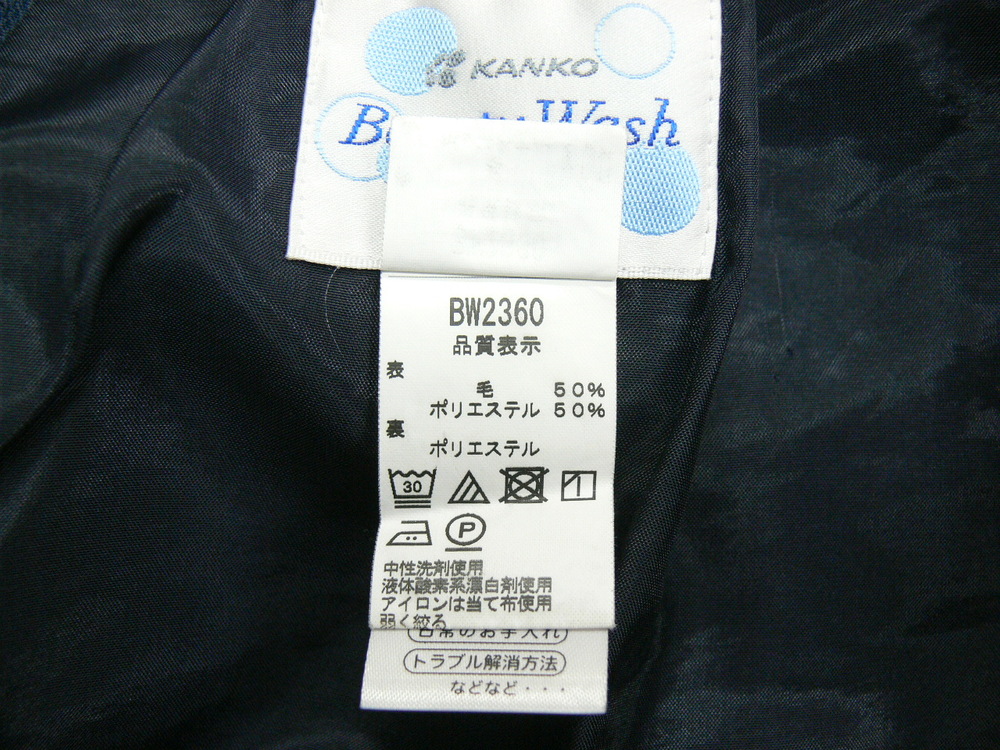 KANKO
Wash
BW2360
品質表示
表
毛 50%
ポリエステル 50%
裏
ポリエステル
30
P
中性洗剤使用
液体酸素系漂白剤使用
アイロンは当て布使用
弱く絞る
日常のお手入れ
トラブル解消方法
などなど・・・